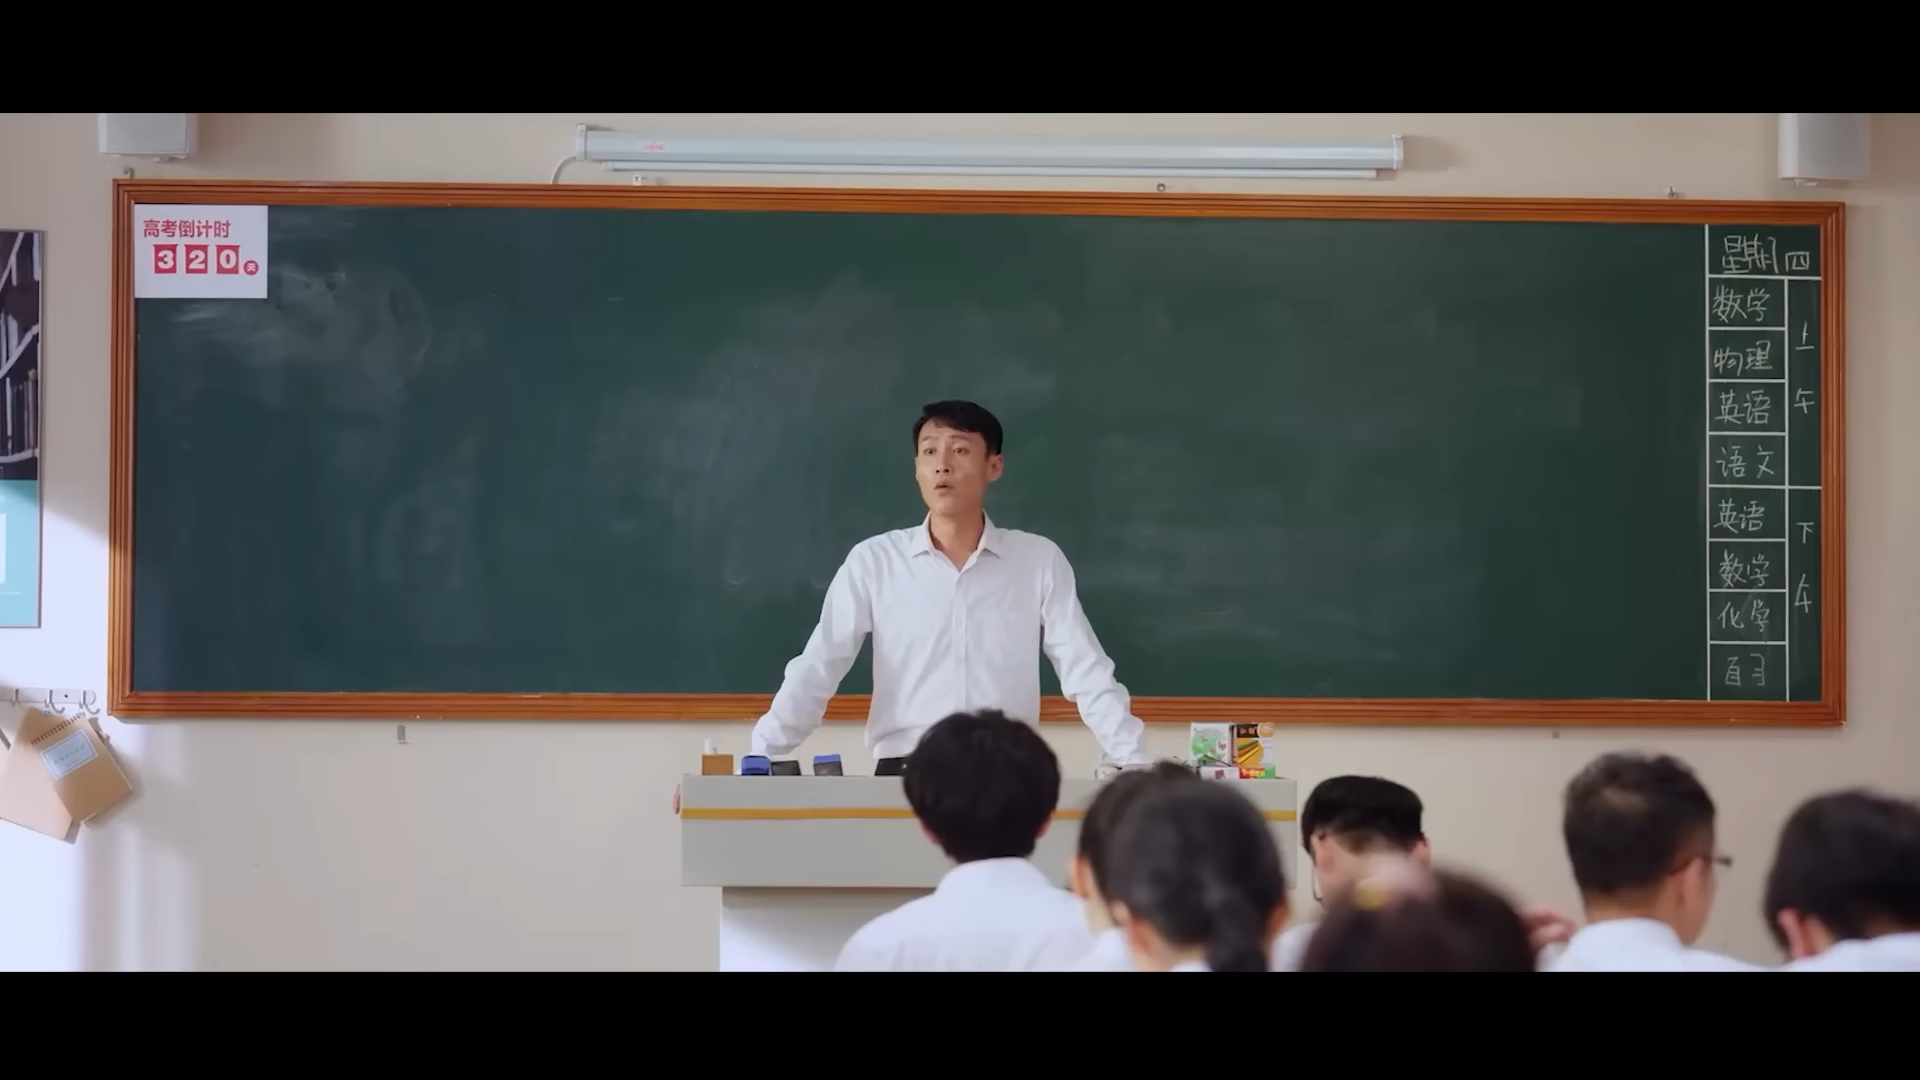 高考倒计时
320天
星期四
数学
物理
英语
语文
上午
英语
数学
化学
自习
下午